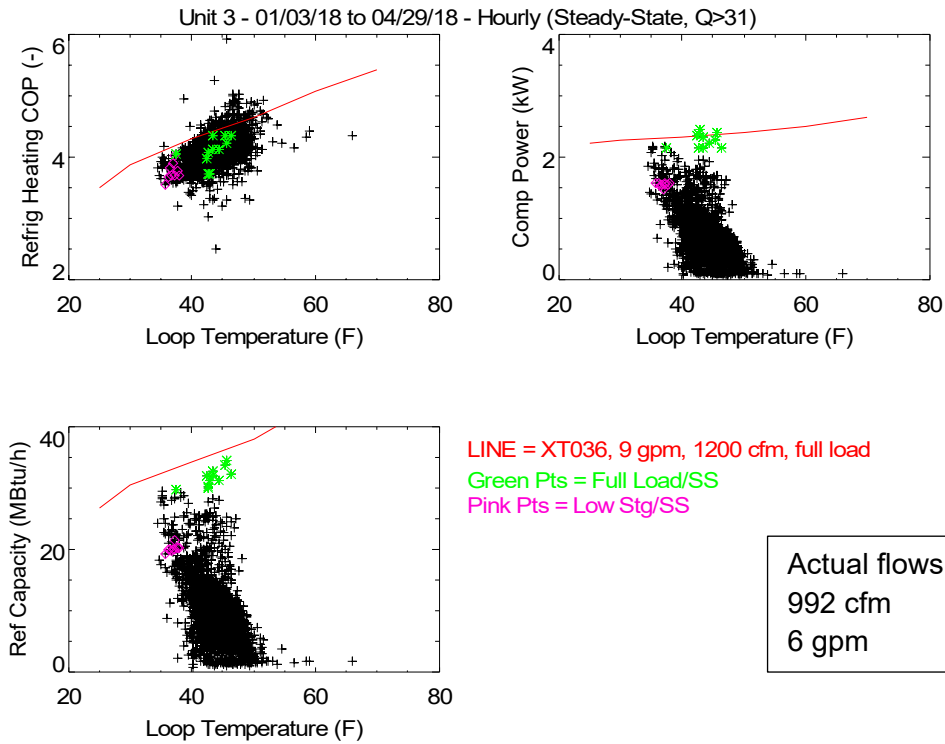 Unit 3 - 01/03/18 to 04/29/18 - Hourly (Steady-State, Q>31)
Refrig Heating COP (-)
6
4
2
20 40 60 80
Loop Temperature (F)
Comp Power (kW)
4
2
0
20 40 60 80
Loop Temperature (F)
Ref Capacity (MBtu/h)
40
20
0
20 40 60 80
Loop Temperature (F)
LINE = XT036, 9 gpm, 1200 cfm, full load
Green Pts = Full Load/SS
Pink Pts = Low Stg/SS
Actual flows
992 cfm
6 gpm